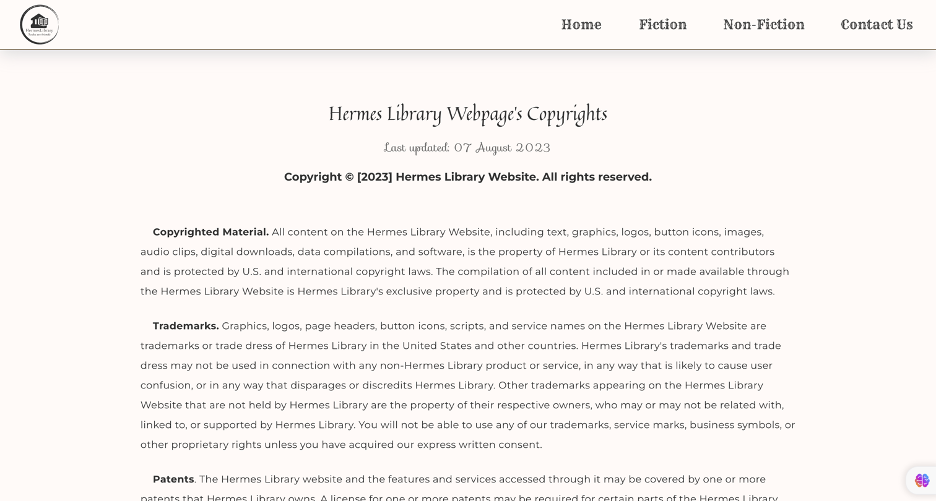 Home Fiction Non-Fiction Contact Us
Hermes Library Webpage's Copyrights
Last updated: 07 August 2023
Copyright © [2023] Hermes Library Website. All rights reserved.
Copyrighted Material. All content on the Hermes Library Website, including text, graphics, logos, button icons, images,
audio clips, digital downloads, data compilations, and software, is the property of Hermes Library or its content contributors
and is protected by U.S. and international copyright laws. The compilation of all content included in or made available through
the Hermes Library Website is Hermes Library's exclusive property and is protected by U.S. and international copyright laws.
Trademarks. Graphics, logos, page headers, button icons, scripts, and service names on the Hermes Library Website are
trademarks or trade dress of Hermes Library in the United States and other countries. Hermes Library's trademarks and trade
dress may not be used in connection with any non-Hermes Library product or service, in any way that is likely to cause user
confusion, or in any way that disparages or discredits Hermes Library. Other trademarks appearing on the Hermes Library
Website that are not held by Hermes Library are the property of their respective owners, who may or may not be related with,
linked to, or supported by Hermes Library. You will not be able to use any of our trademarks, service marks, business symbols, or
other proprietary rights unless you have acquired our express written consent.
Patents. The Hermes Library website and the features and services accessed through it may be covered by one or more
patents that Hermes Library owns. A license for one or more patents may be required for certain parts of the Hermes Library